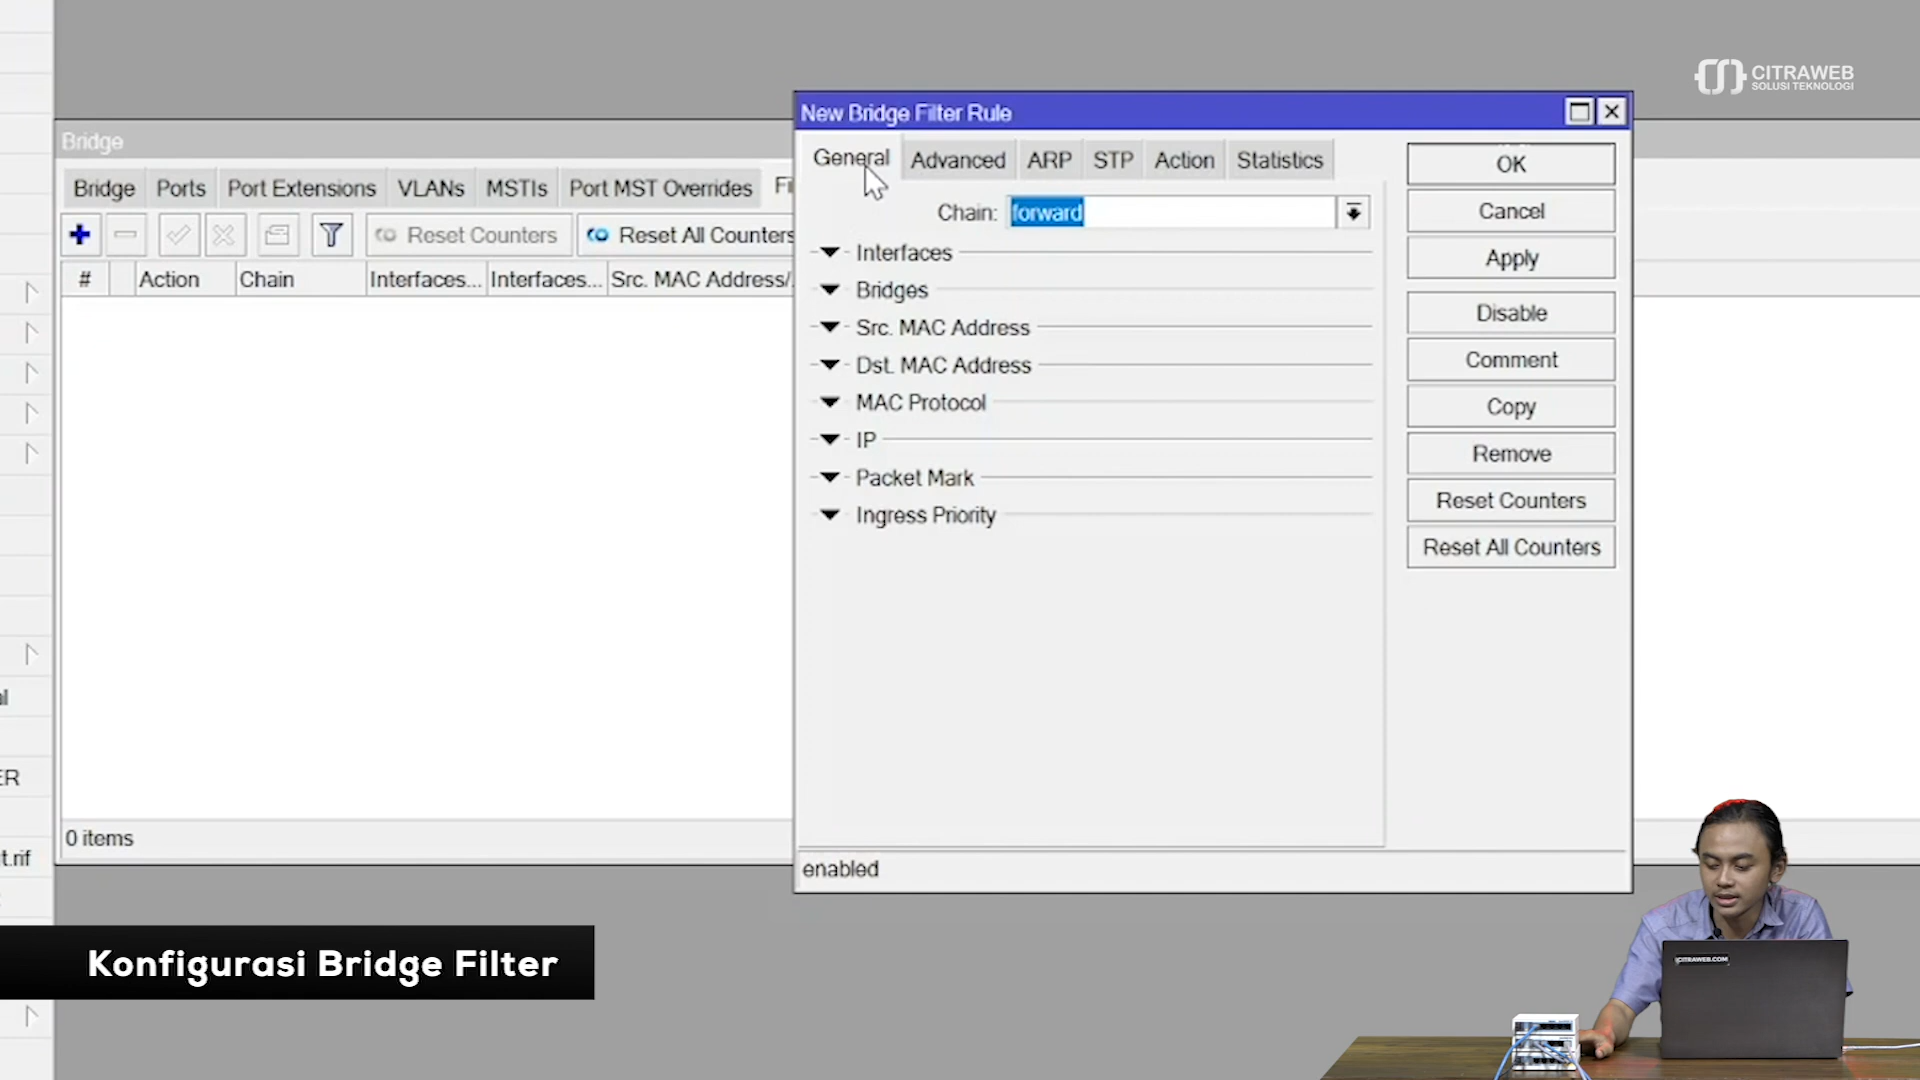 CITRAWEB
SOLUSI TEKNOLOGI
New Bridge Filter Rule
Bridge
General Advanced ARP STP Action Statistics
OK
Bridge Ports Port Extensions VLANs MSTIs Port MST Overrides
Chain: forward
Cancel
Reset Counters Reset All Counters
Interfaces
Apply
# Action Chain Interfaces... Interfaces... Src. MAC Address/
Bridges
Disable
Src. MAC Address
Comment
Dst. MAC Address
MAC Protocol
Copy
IP
Remove
Packet Mark
Reset Counters
Ingress Priority
Reset All Counters
0 items
t.rif
enabled
Konfigurasi Bridge Filter
CITRAWEB.COM